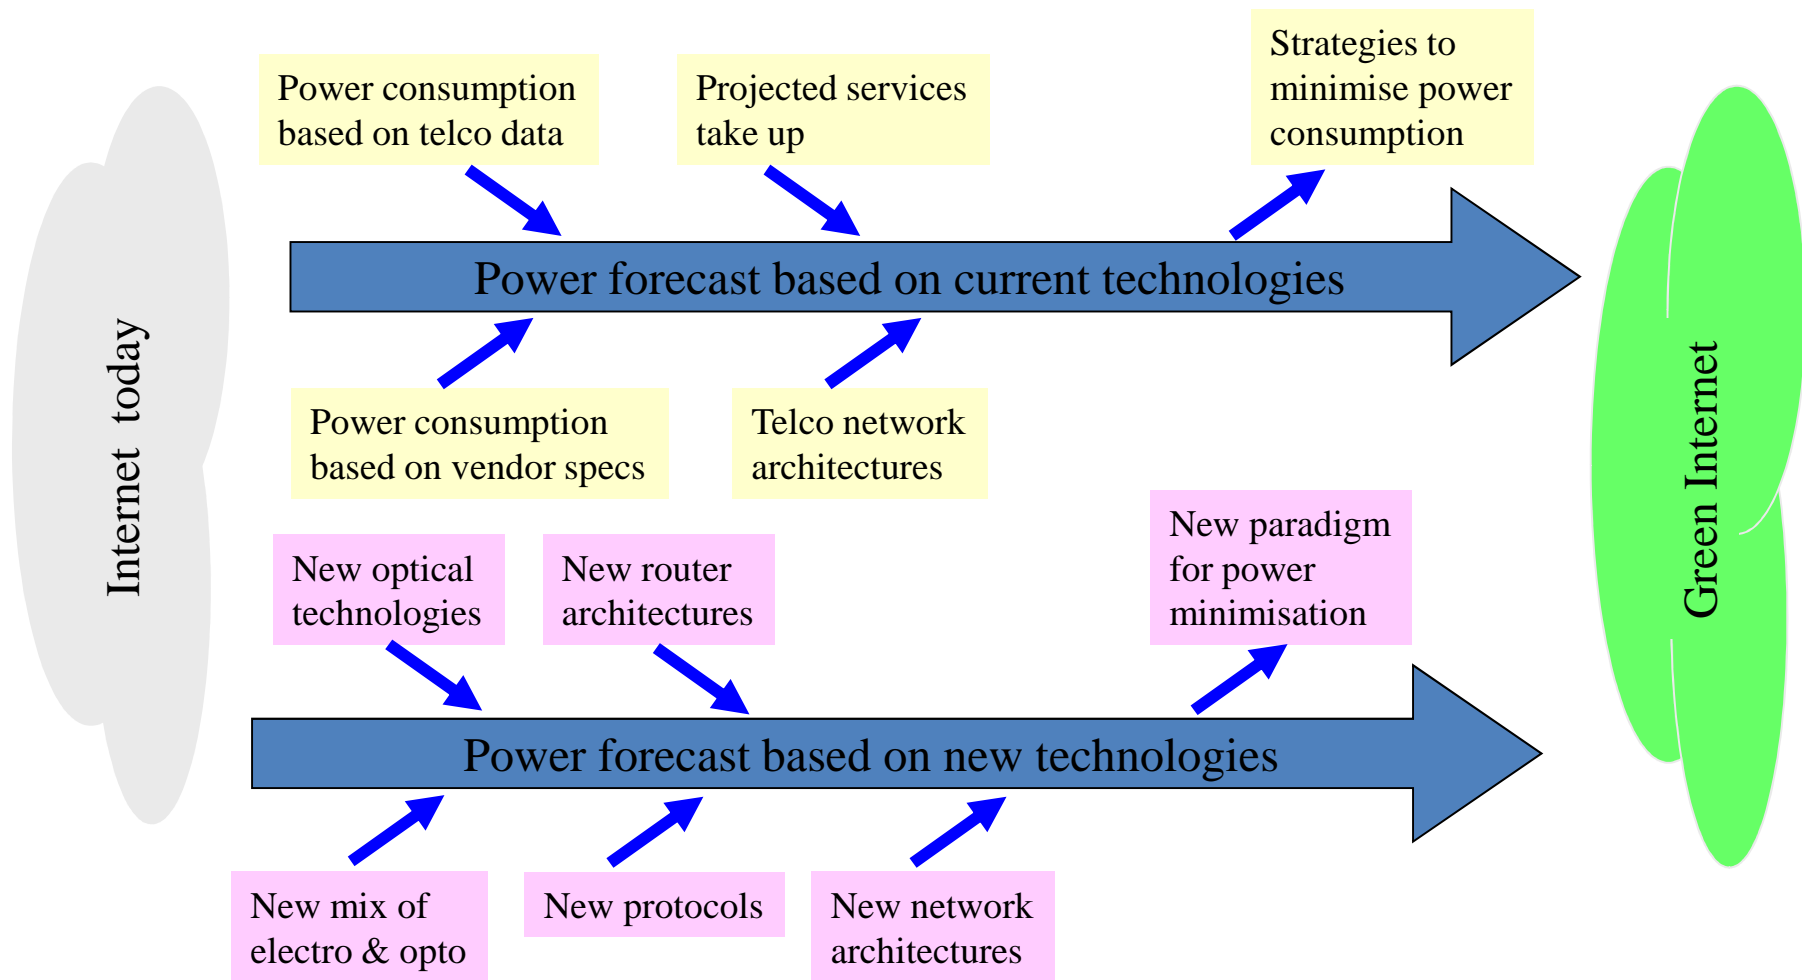 Internet today
Power consumption
based on telco data
Projected services
take up
Strategies to
minimise power
consumption
Power forecast based on current technologies
Power consumption
based on vendor specs
Telco network
architectures
New optical
technologies
New router
architectures
New paradigm
for power
minimisation
Power forecast based on new technologies
New mix of
electro & opto
New protocols
New network
architectures
Green Internet